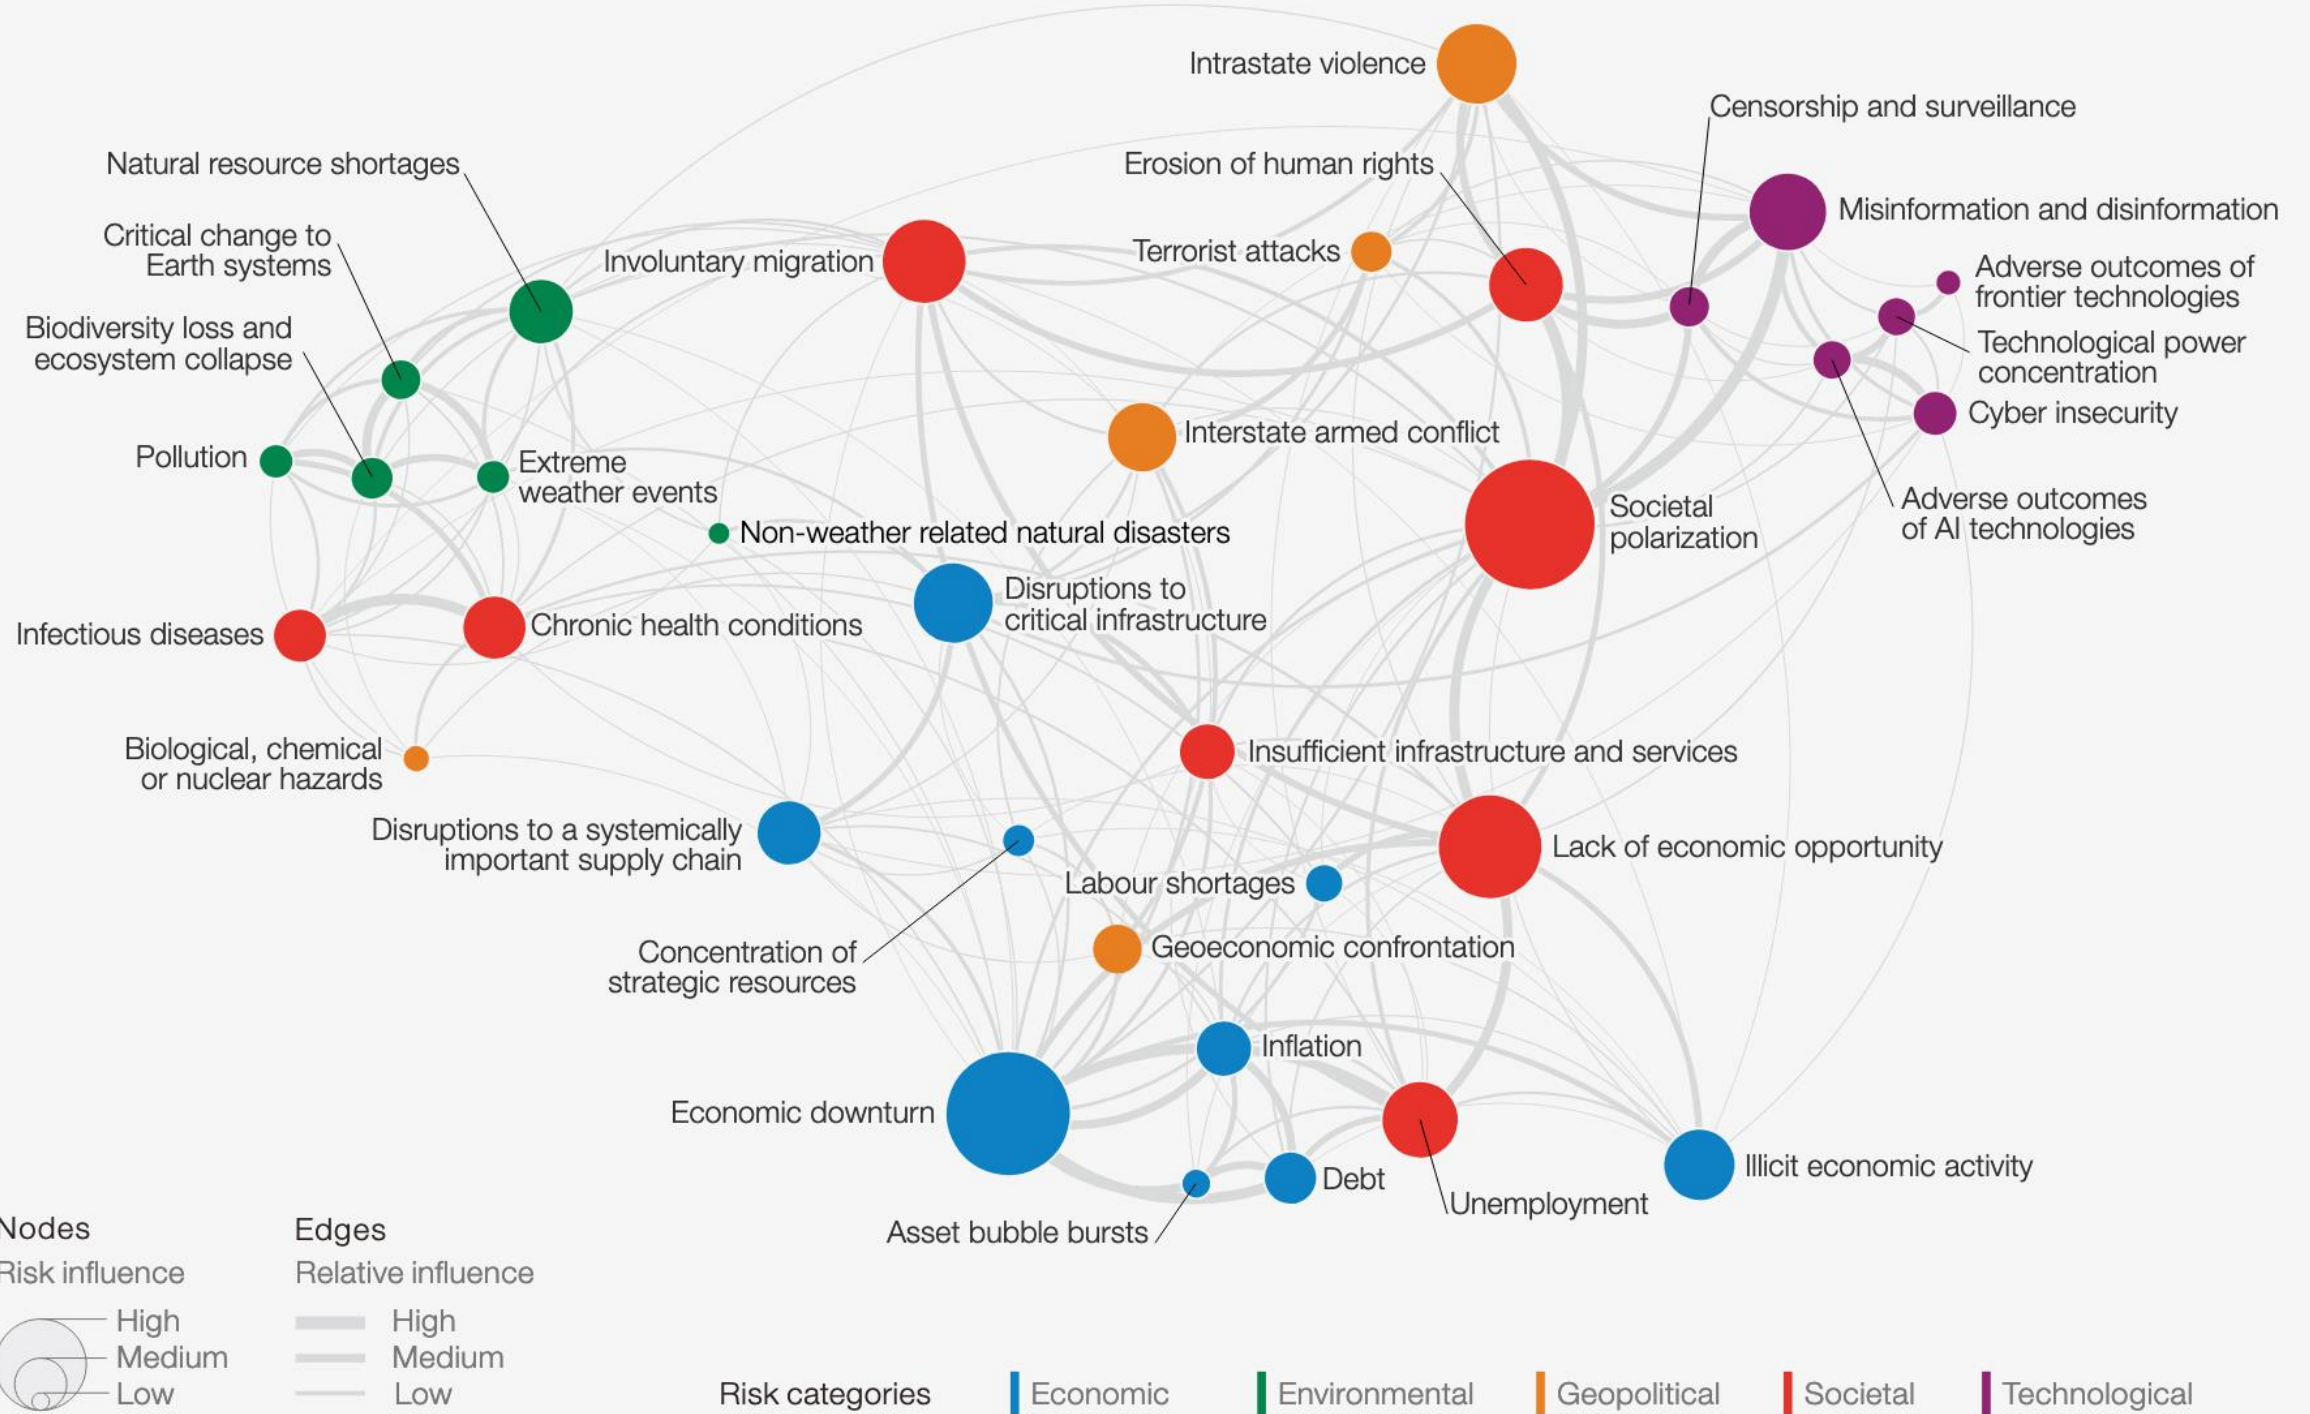 Intrastate violence
Censorship and surveillance
Natural resource shortages
Erosion of human rights
Misinformation and disinformation
Critical change to
Earth systems
Involuntary migration
Terrorist attacks
Adverse outcomes of
frontier technologies
Biodiversity loss and
ecosystem collapse
Technological power
concentration
Cyber insecurity
Interstate armed conflict
Pollution
Extreme
weather events
Societal
polarization
Adverse outcomes
of AI technologies
Non-weather related natural disasters
Disruptions to
critical infrastructure
Infectious diseases
Chronic health conditions
Biological, chemical
or nuclear hazards
Insufficient infrastructure and services
Disruptions to a systemically
important supply chain
Lack of economic opportunity
Labour shortages
Concentration of
strategic resources
Geoeconomic confrontation
Inflation
Economic downturn
Debt
Illicit economic activity
Unemployment
Asset bubble bursts
Nodes
Risk influence
High
Medium
Low
Edges
Relative influence
High
Medium
Low
Risk categories
Economic
Environmental
Geopolitical
Societal
Technological